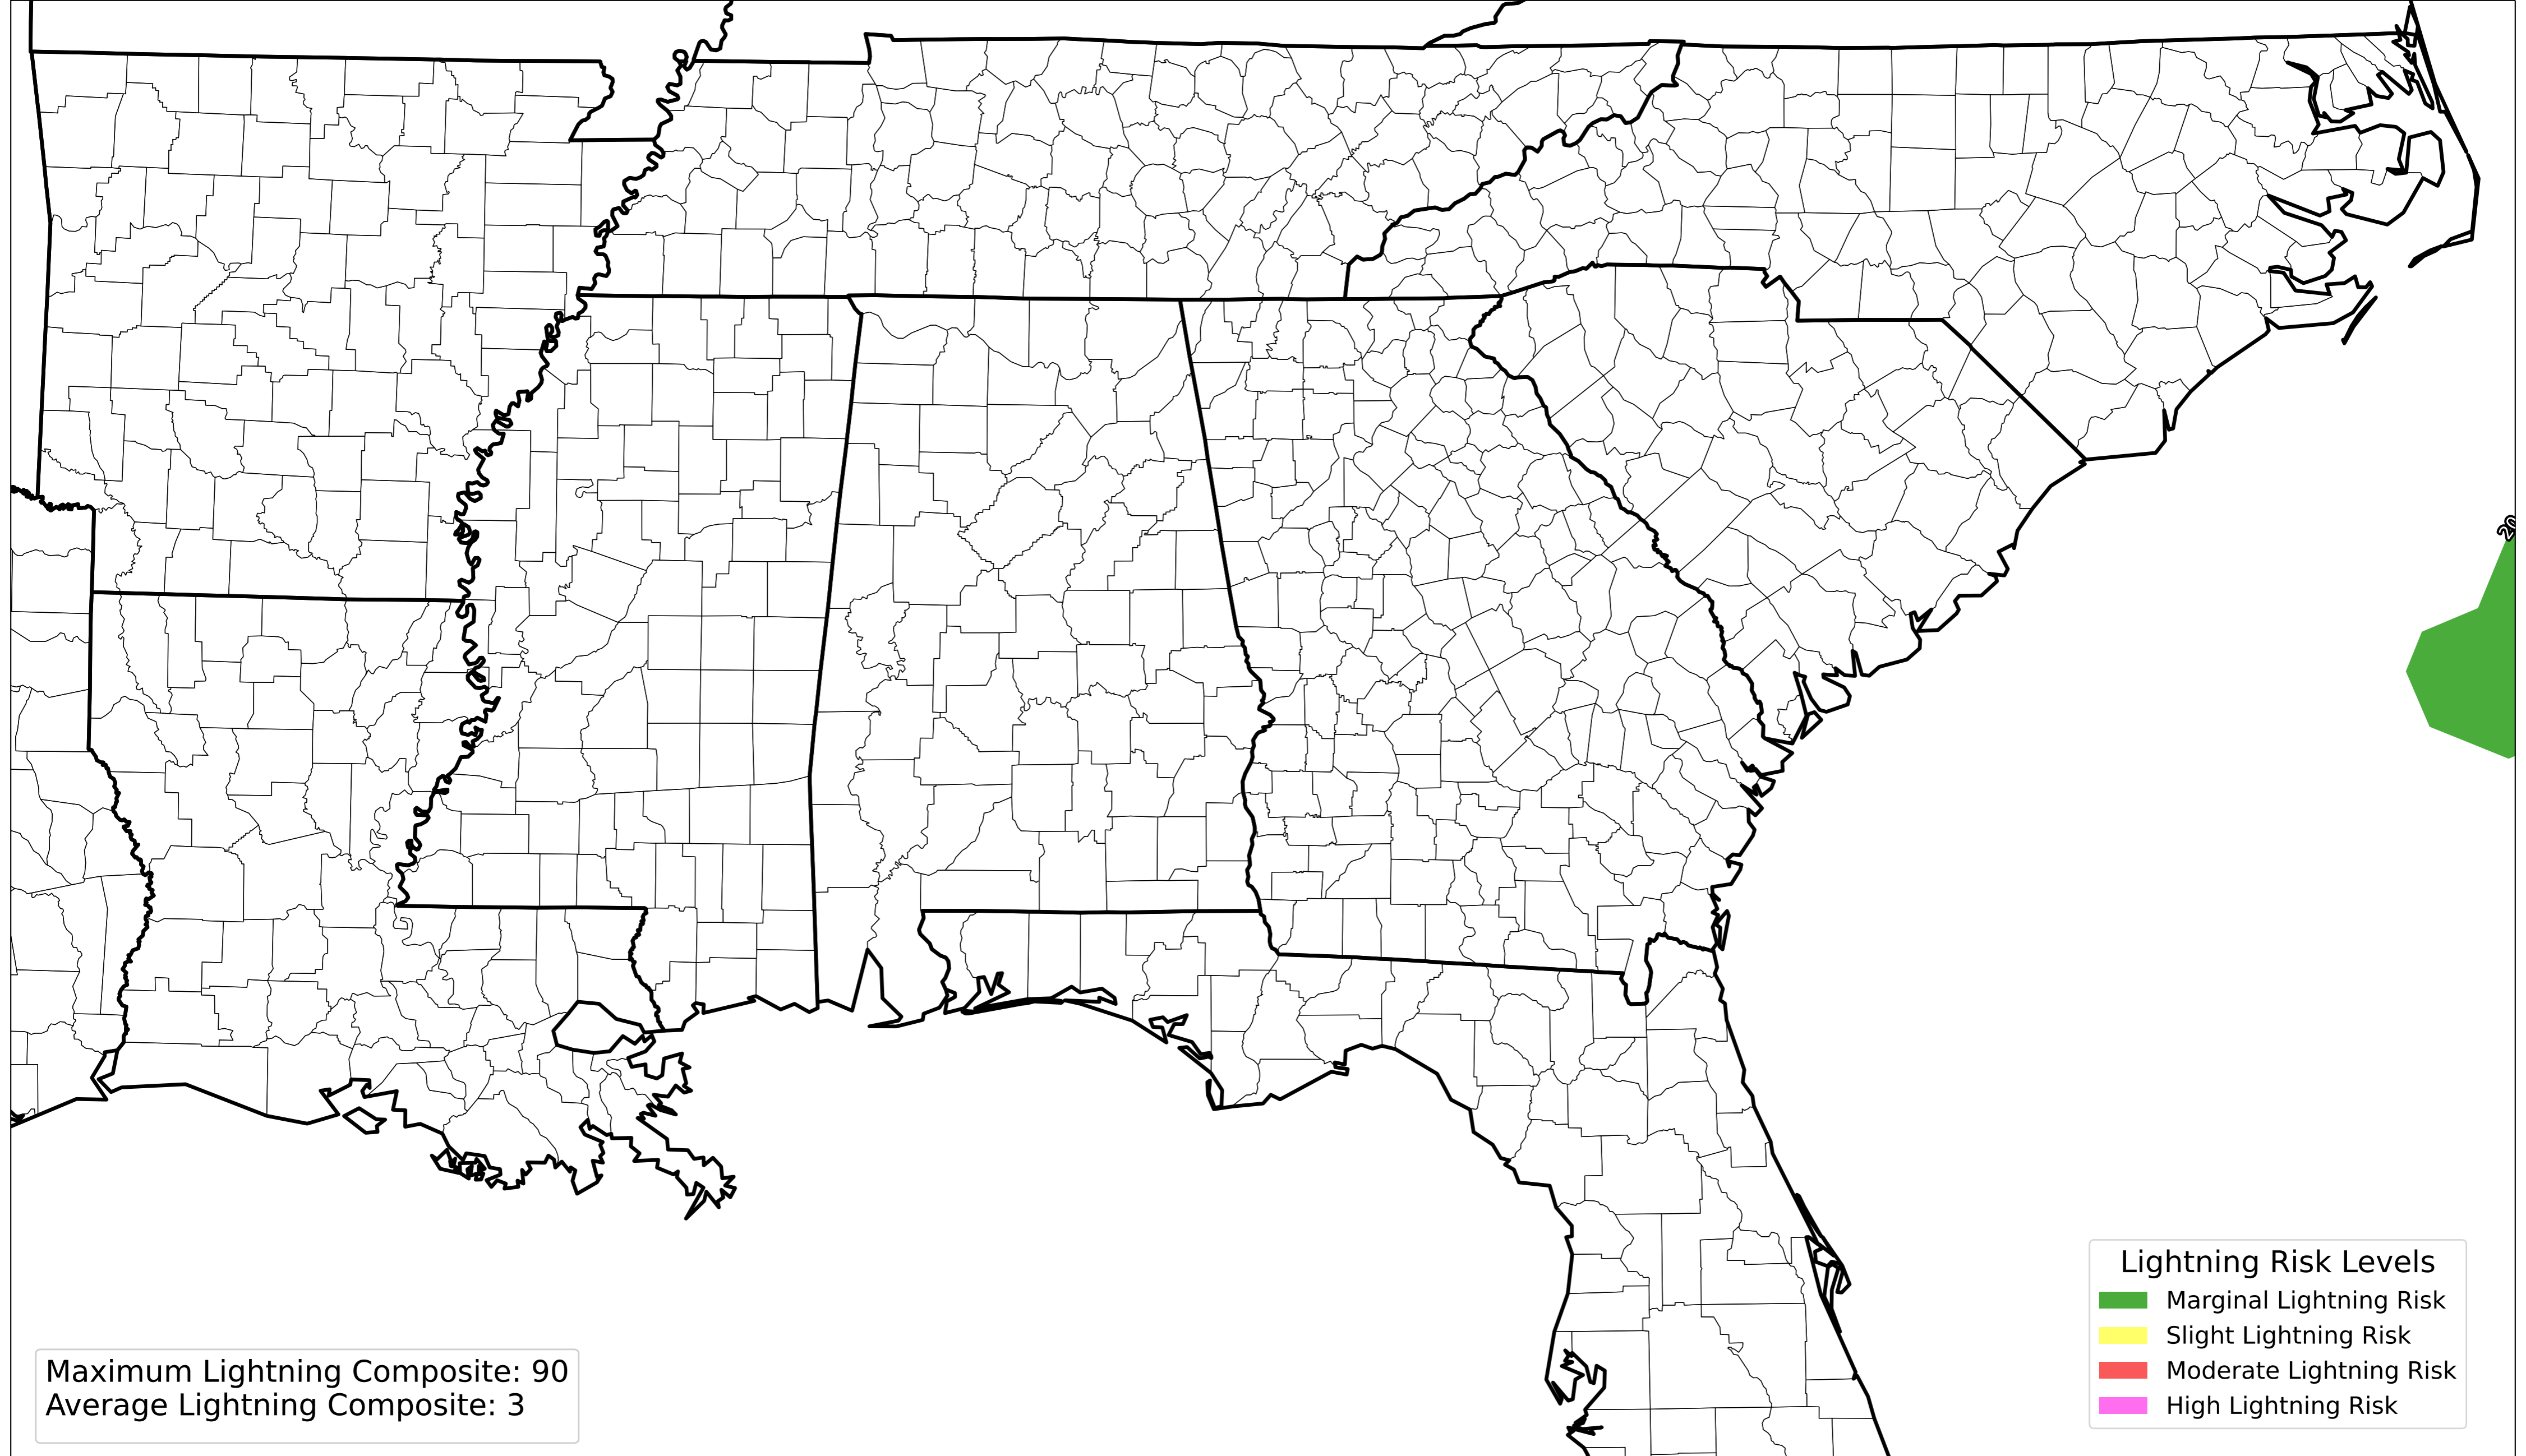 20
Maximum Lightning Composite: 90
Average Lightning Composite: 3
Lightning Risk Levels
Marginal Lightning Risk
Slight Lightning Risk
Moderate Lightning Risk
High Lightning Risk